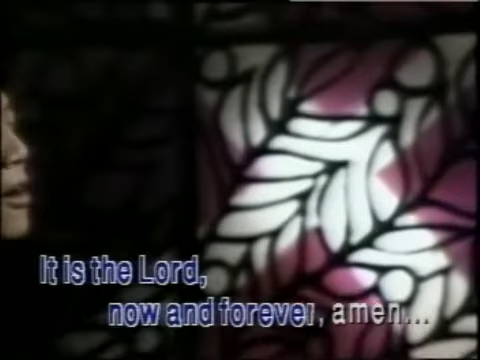 It is the Lord,
now and forever, amen...